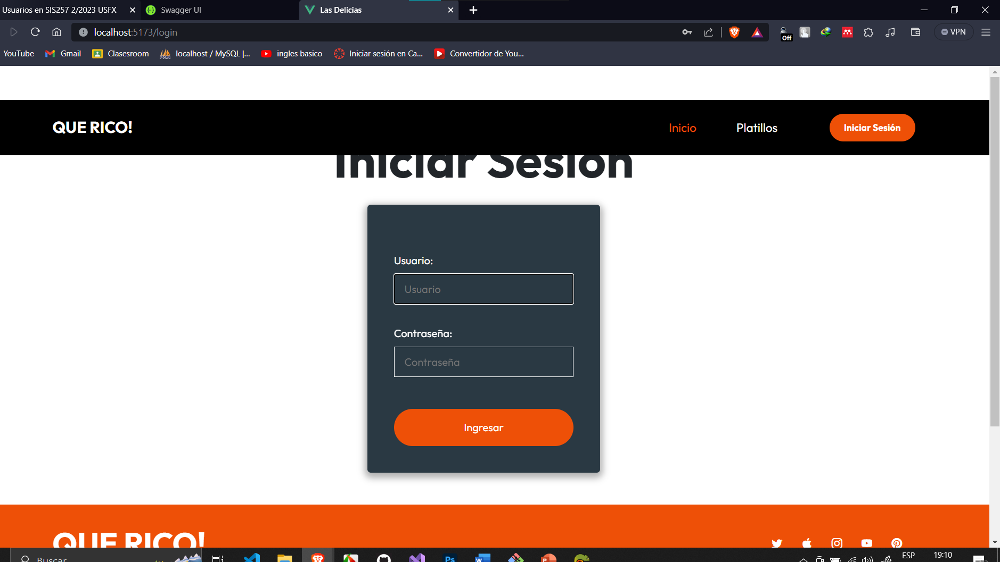 Usuarios en SIS257 2/2023 USFX
Swagger UI
Las Delicias
localhost:5173/login
Off
VPN
YouTube
Gmail
Clasesroom
localhost / MySQL |...
ingles basico
Iniciar sesión en Ca...
Convertidor de You...
QUE RICO!
Inicio
Platillos
Iniciar Sesión
Iniciar Sesión
Usuario:
Usuario
Contraseña:
Contraseña
Ingresar
QUE RICO!
Buscar
Ps
ESP
19:10